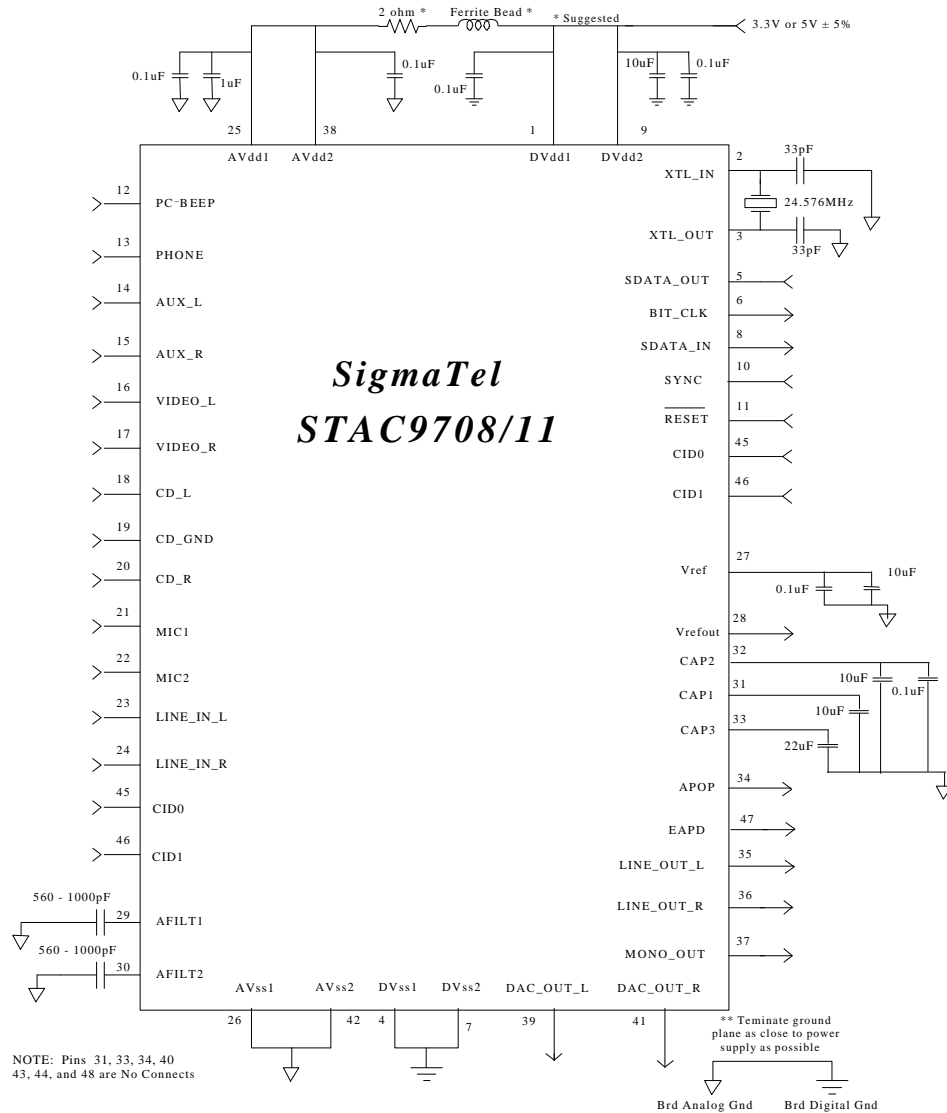 2 ohm *
Ferrite Bead *
* Suggested
3.3V or 5V ± 5%
0.1uF
1uF
0.1uF
0.1uF
10uF
0.1uF
25
38
1
9
AVdd1
AVdd2
DVdd1
DVdd2
2
33pF
XTL_IN
24.576MHz
XTL_OUT
3
33pF
12
PC-BEEP
13
PHONE
14
AUX_L
15
AUX_R
16
VIDEO_L
17
VIDEO_R
18
CD_L
19
CD_GND
20
CD_R
21
MIC1
22
MIC2
23
LINE_IN_L
24
LINE_IN_R
45
CID0
46
CID1
560 - 1000pF
29
AFILT1
560 - 1000pF
30
AFILT2
SigmaTel
STAC9708/11
SDATA_OUT
5
BIT_CLK
6
SDATA_IN
8
SYNC
10
RESET
11
CID0
45
CID1
46
Vref
27
0.1uF
10uF
Vrefout
28
CAP2
32
10uF
0.1uF
CAP1
31
10uF
CAP3
33
22uF
APOP
34
EAPD
47
LINE_OUT_L
35
LINE_OUT_R
36
MONO_OUT
37
AVss1
AVss2
DVss1
DVss2
DAC_OUT_L
DAC_OUT_R
26
42
4
7
39
41
** Teminate ground
plane as close to power
supply as possible
NOTE: Pins 31, 33, 34, 40
43, 44, and 48 are No Connects
Brd Analog Gnd
Brd Digital Gnd